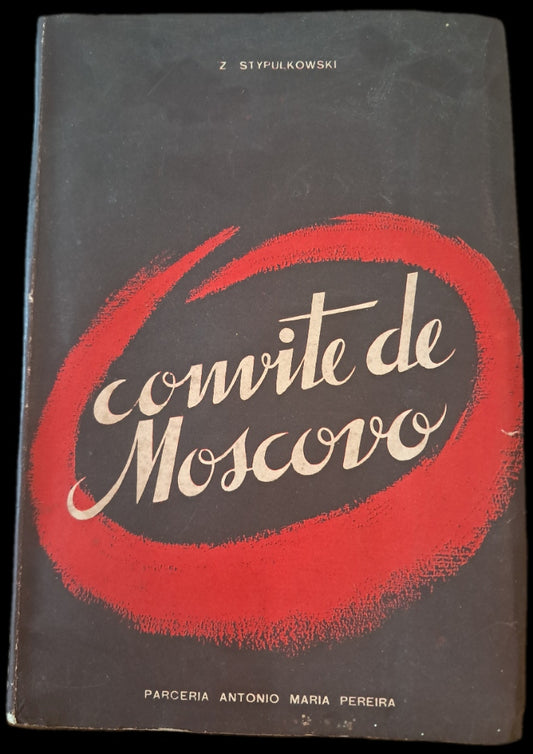 Z STYPULKOWSKI
convite de
Moscovo
PARCERIA ANTONIO MARIA PEREIRA